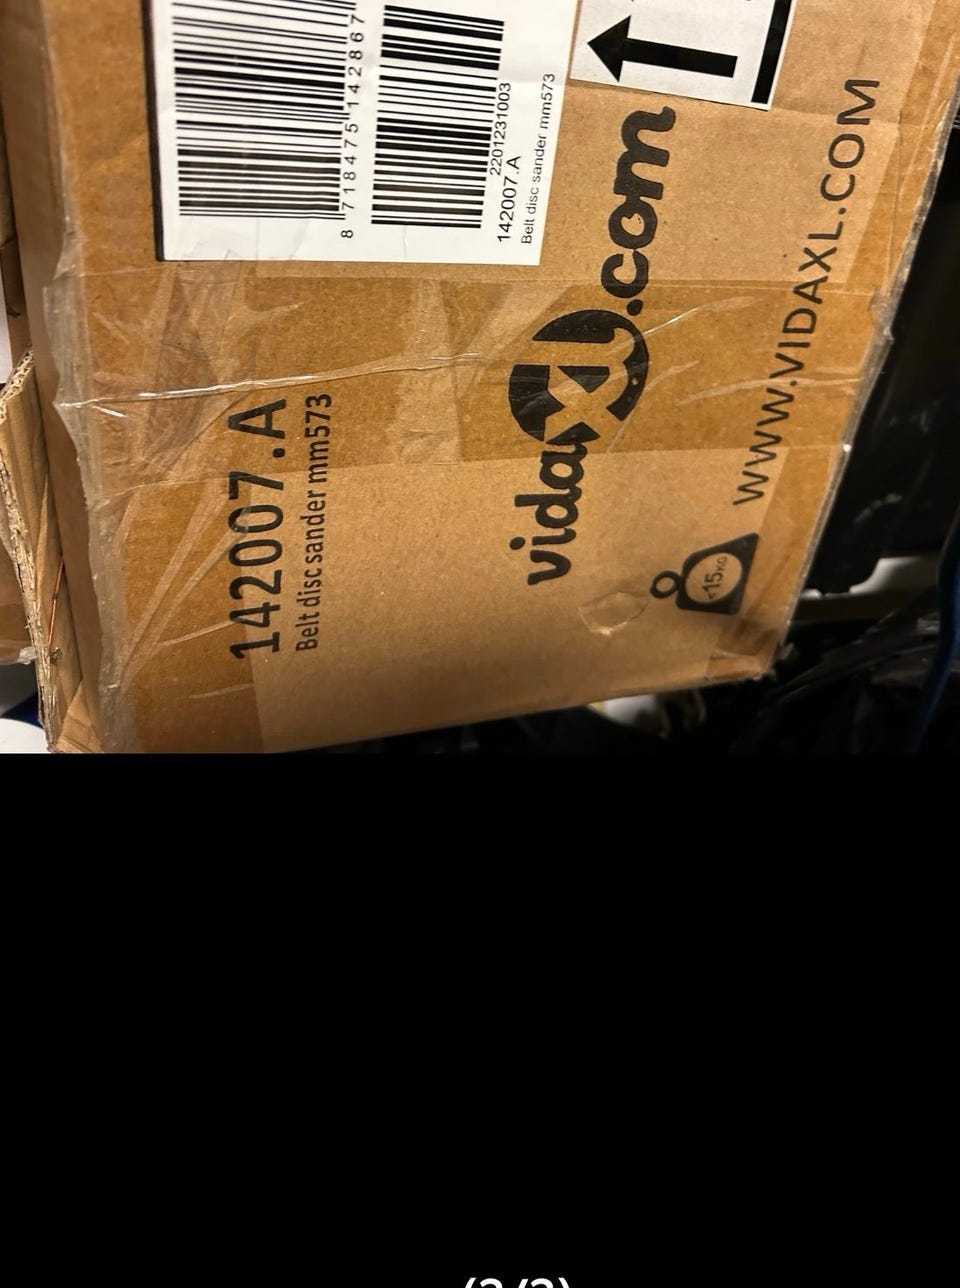 8 718475 142867
2201231003
142007.A
Belt disc sander mm573
142007.A
Belt disc sander mm573
vidaXL.com
<15KG
WWW.VIDAXL.COM